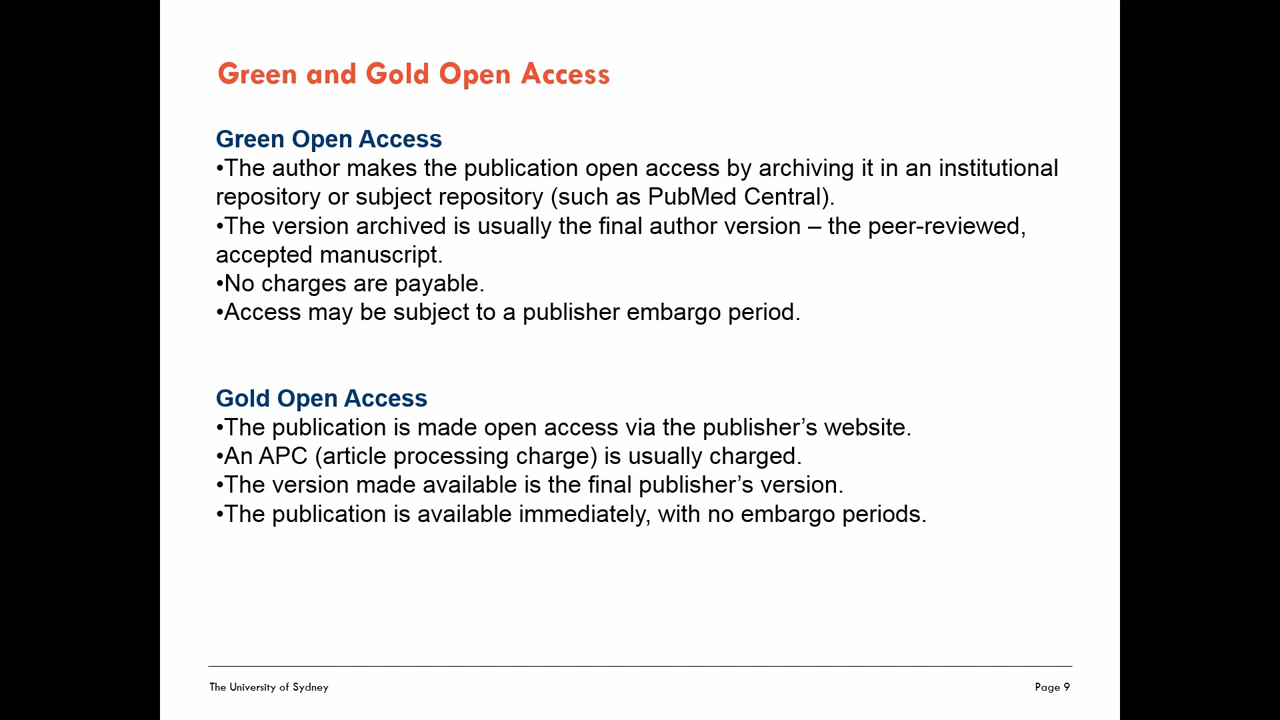 Green and Gold Open Access
Green Open Access
•The author makes the publication open access by archiving it in an institutional
repository or subject repository (such as PubMed Central).
•The version archived is usually the final author version – the peer-reviewed,
accepted manuscript.
•No charges are payable.
•Access may be subject to a publisher embargo period.
Gold Open Access
•The publication is made open access via the publisher’s website.
•An APC (article processing charge) is usually charged.
•The version made available is the final publisher’s version.
•The publication is available immediately, with no embargo periods.
The University of Sydney
Page 9